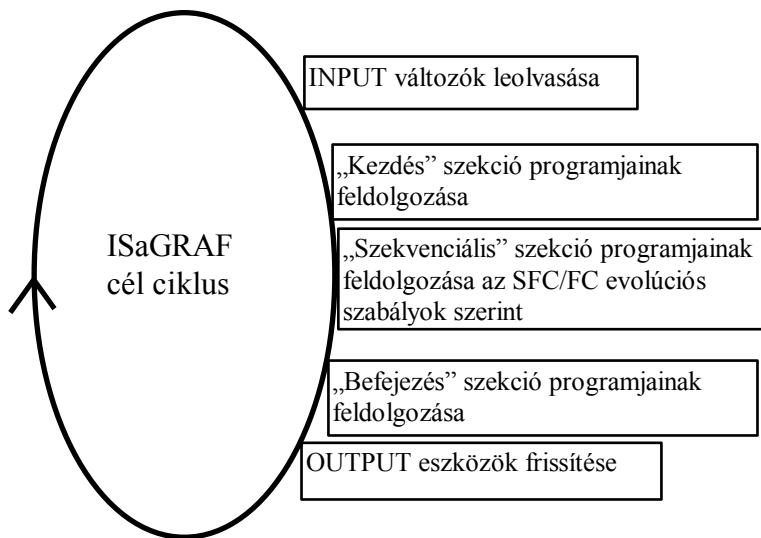 ISaGRAF
cél ciklus
INPUT változók leolvasása
„Kezdés” szekció programjainak
feldolgozása
„Szekvenciális” szekció programjainak
feldolgozása az SFC/FC evolúciós
szabályok szerint
„Befejezés” szekció programjainak
feldolgozása
OUTPUT eszközök frissítése